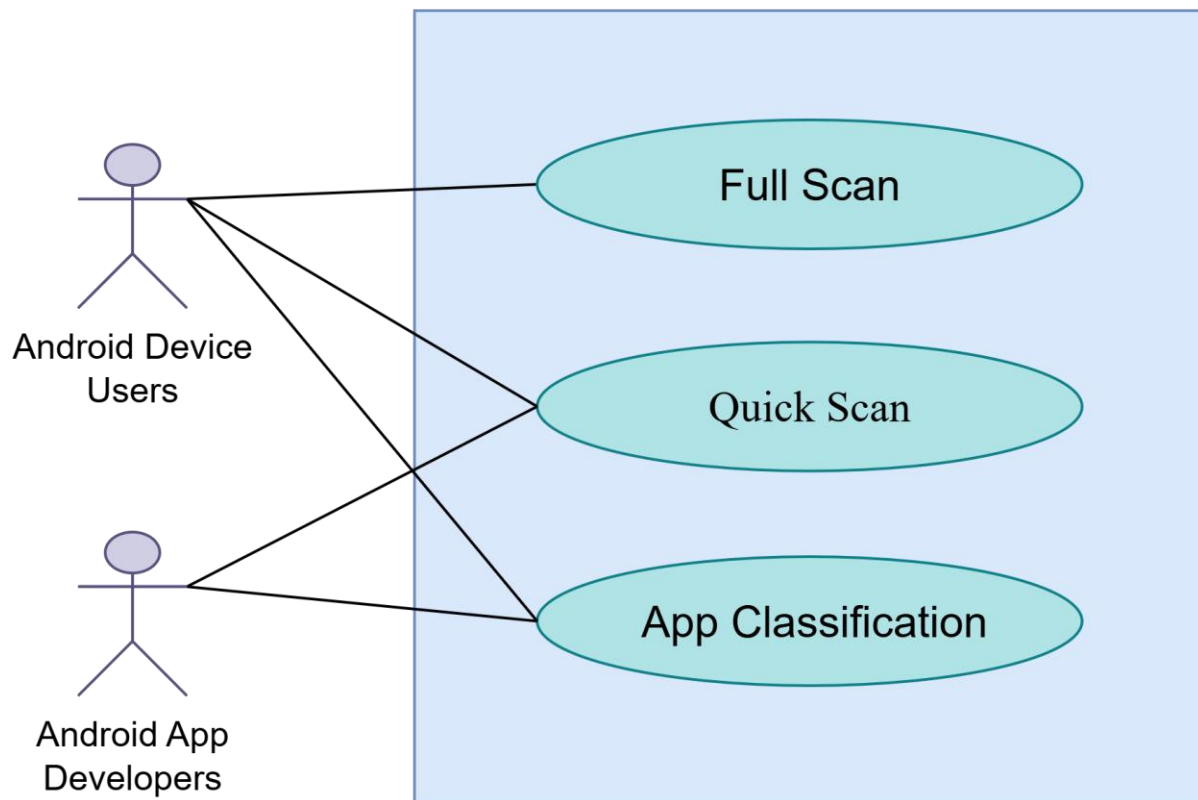 Full Scan
Android Device
Users
Quick Scan
App Classification
Android App
Developers